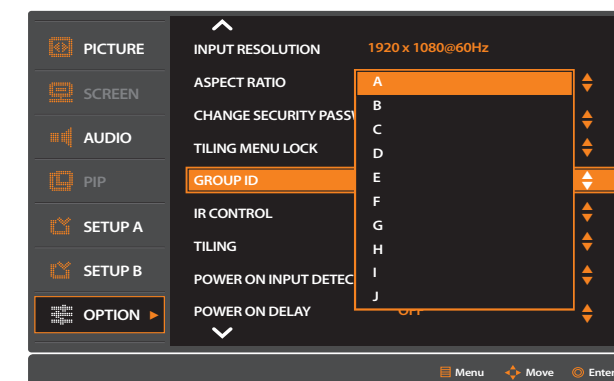 PICTURE
SCREEN
AUDIO
PIP
SETUP A
SETUP B
OPTION
INPUT RESOLUTION 1920 x 1080@60Hz
ASPECT RATIO
CHANGE SECURITY PASS
TILING MENU LOCK
GROUP ID
IR CONTROL
TILING
POWER ON INPUT DETEC
POWER ON DELAY OFF
A
B
C
D
E
F
G
H
I
J
Menu Move Enter